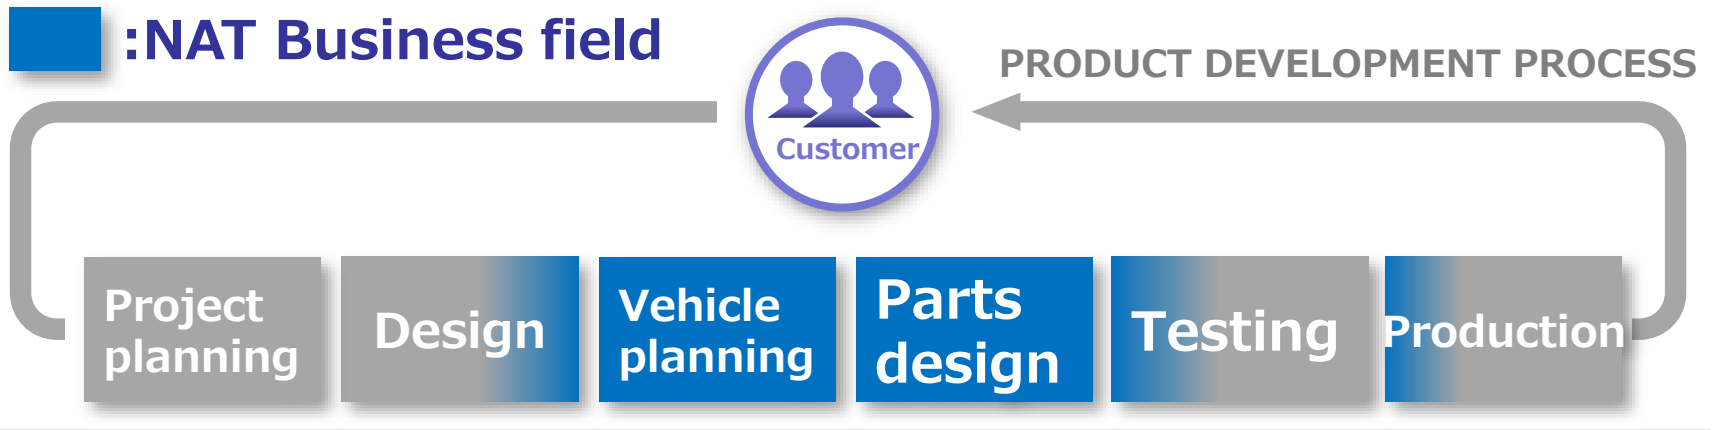 :NAT Business field
PRODUCT DEVELOPMENT PROCESS
Customer
Project
planning
Design
Vehicle
planning
Parts
design
Testing
Production